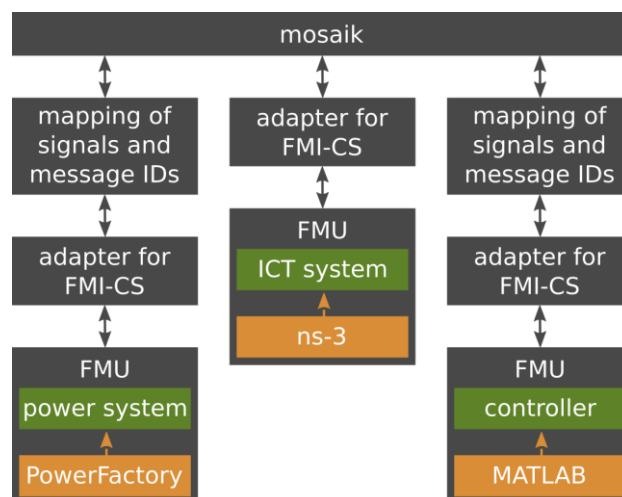 mosaik
mapping of
signals and
message IDs
adapter for
FMI-CS
FMU
power system
PowerFactory
adapter for
FMI-CS
FMU
ICT system
ns-3
mapping of
signals and
message IDs
adapter for
FMI-CS
FMU
controller
MATLAB